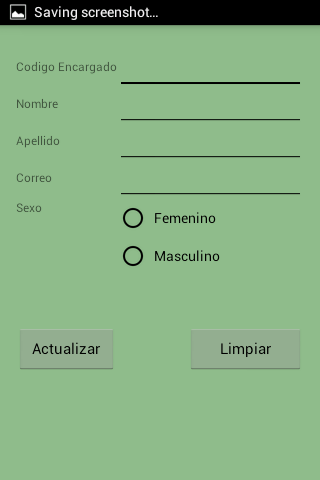 Saving screenshot...
Codigo Encargado
Nombre
Apellido
Correo
Sexo
Femenino
Masculino
Actualizar
Limpiar